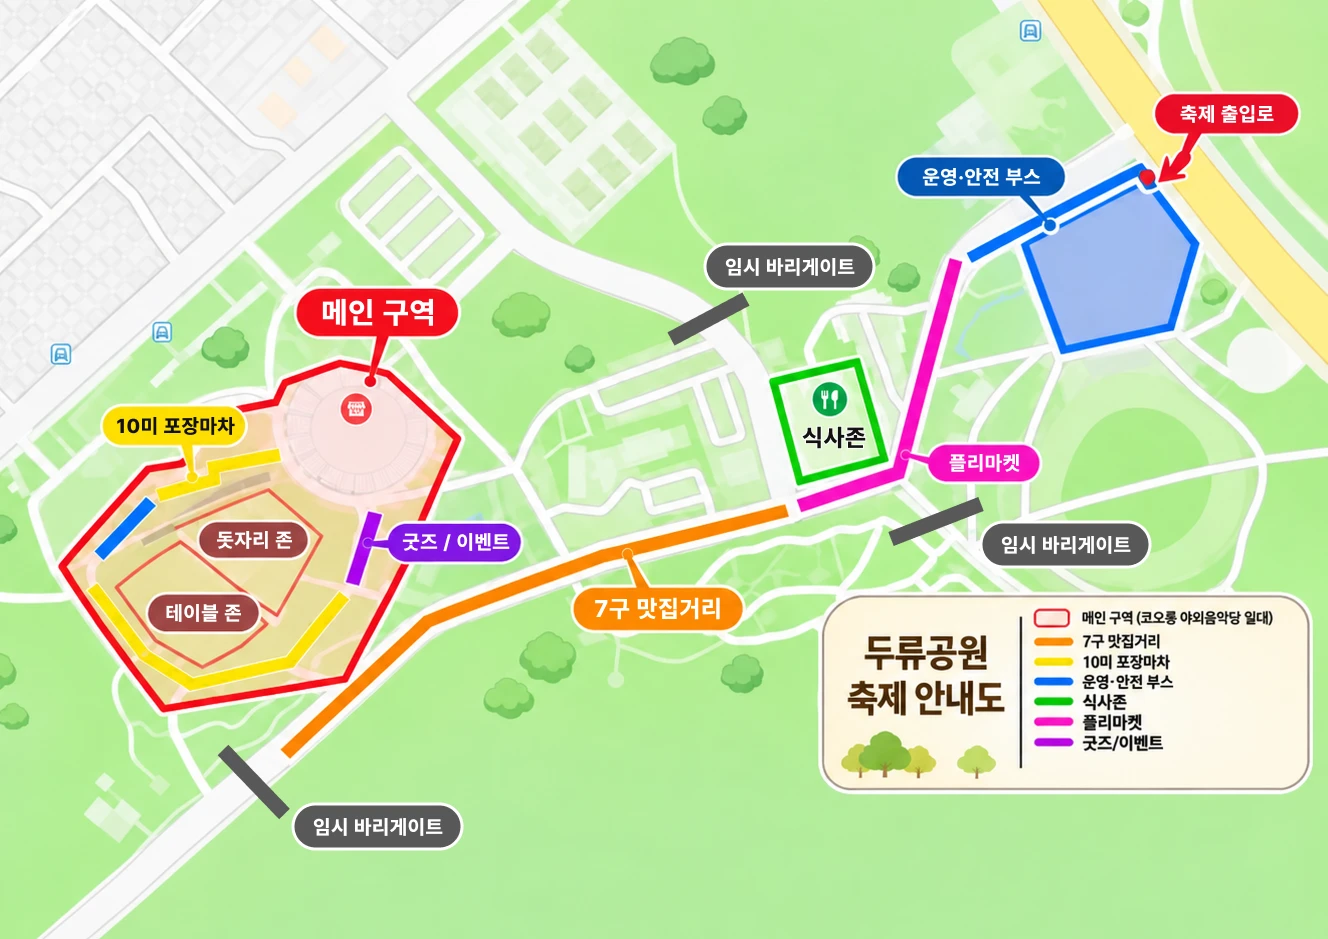 축제 출입로
운영·안전 부스
임시 바리게이트
메인 구역
10미 포장마차
식사존
플리마켓
돗자리 존
굿즈 / 이벤트
임시 바리게이트
테이블 존
7구 맛집거리
두류공원
축제 안내도
메인 구역 (코오롱 야외음악당 일대)
7구 맛집거리
10미 포장마차
운영·안전 부스
식사존
플리마켓
굿즈/이벤트
임시 바리게이트